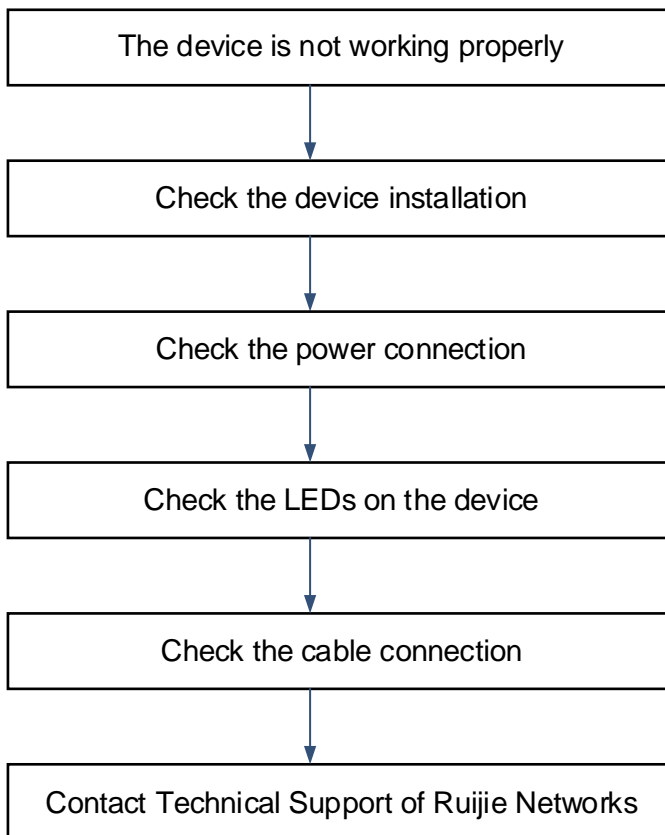 The device is not working properly
Check the device installation
Check the power connection
Check the LEDs on the device
Check the cable connection
Contact Technical Support of Ruijie Networks